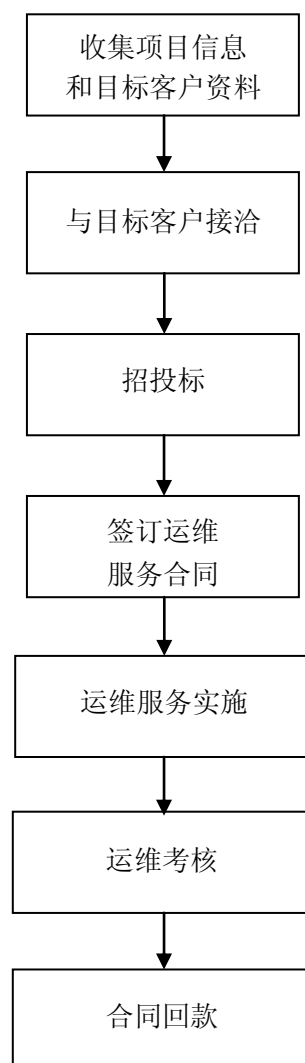 收集项目信息
和目标客户资料
与目标客户接洽
招投标
签订运维
服务合同
运维服务实施
运维考核
合同回款